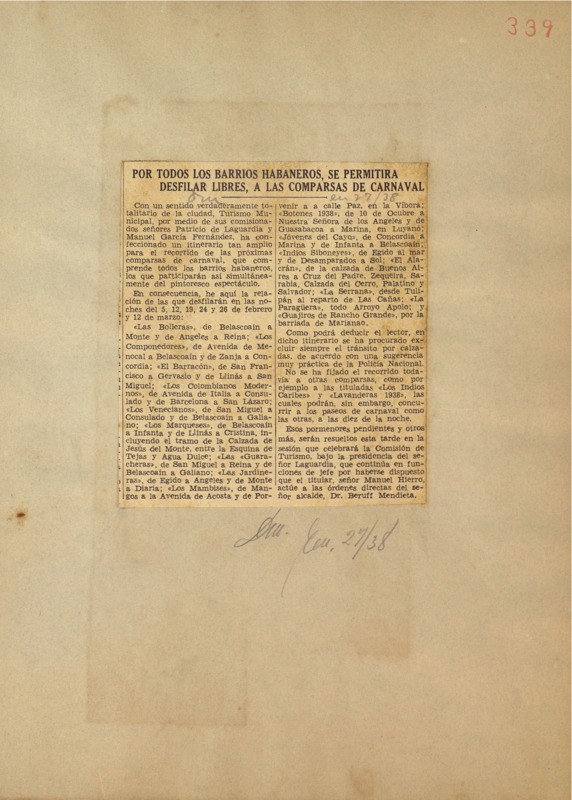 339
POR TODOS LOS BARRIOS HABANEROS, SE PERMITIRA
DESFILAR LIBRES, A LAS COMPARSAS DE CARNAVAL
en 27/38
Con un sentido verdaderamente to-
talitario de la ciudad, Turismo Mu-
nicipal, por medio de sus comisiona-
dos señores Patricio de Laguardia y
Manuel García Fernández, ha con-
feccionado un itinerario tan amplio
para el recorrido de las próximas
comparsas de carnaval, que com-
prende todos los barrios habaneros,
los que participarán así simultánea-
mente del pintoresco espectáculo.
En consecuencia, he aquí la rela-
ción de las que desfilarán en las no-
ches del 5, 12, 19, 24 y 26 de febrero
y 12 de marzo:
«Las Bolleras», de Belascoaín a
Monte y de Angeles a Reina; «Los
Componedores», de Avenida de Me-
nocal a Belascoaín y de Zanja a Con-
cordia; «El Barracón», de San Fran-
cisco a Gervasio y de Llinás a San
Miguel; «Los Colombianos Moder-
nos», de Avenida de Italia a Consu-
lado y de Barcelona a San Lázaro;
«Los Venecianos», de San Miguel a
Consulado y de Belascoaín a Galia-
no; «Los Marqueses», de Belascoaín
a Infanta y de Llinás a Cristina, in-
cluyendo el tramo de la Calzada de
Jesús del Monte, entre la Esquina de
Tejas y Agua Dulce; «Las «Guara-
cheras», de San Miguel a Reina y de
Belascoaín a Galiano; «Las Jardine-
ras», de Egido a Angeles y de Monte
a Diaria; «Los Mambises», de Man-
gos a la Avenida de Acosta y de Por-
venir a a calle Paz, en la Víbora;
«Botones 1938», de 10 de Ocubre a
Nuestra Señora de los Angeles y de
Guasabacoa a Marina, en Luyanó;
«Jóvenes del Cayo», de Concordia a
Marina y de Infanta a Belascoaín;
«Indios Siboneyes», de Egido al mar
y de Desamparados a Sol; «El Ala-
crán», de la calzada de Buenos Ai-
res a Cruz del Padre, Zequeira, Sa-
rabia, Calzada del Cerro, Palatino y
Salvador; «La Serrana», desde Tuli-
pán al reparto de Las Cañas; «La
Paragüera», todo Arroyo Apolo; y
«Guajiros de Rancho Grande», por la
barriada de Marianao.
Como podrá deducir el lector, en
dicho itinerario se ha procurado ex-
cluir siempre el tránsito por calza-
das, de acuerdo con una sugerencia
muy práctica de la Policía Nacional.
No se ha fijado el recorrido toda-
vía a otras comparsas, como por
ejemplo a las tituladas «Los Indios
Caribes» y «Lavanderas 1938», las
cuales podrán, sin embargo, concu-
rrir a los paseos de carnaval como
las otras, a las diez de la noche.
Esos pormenores pendientes y otros
más, serán resueltos esta tarde en la
sesión que celebrará la Comisión de
Turismo, bajo la presidencia del se-
ñor Laguardia, que continúa en fun-
ciones de jefe por haberse dispuesto
que el titular, señor Manuel Hierro,
actúe a las órdenes directas del se-
ñor alcalde, Dr. Beruff Mendieta.
En. 27/38